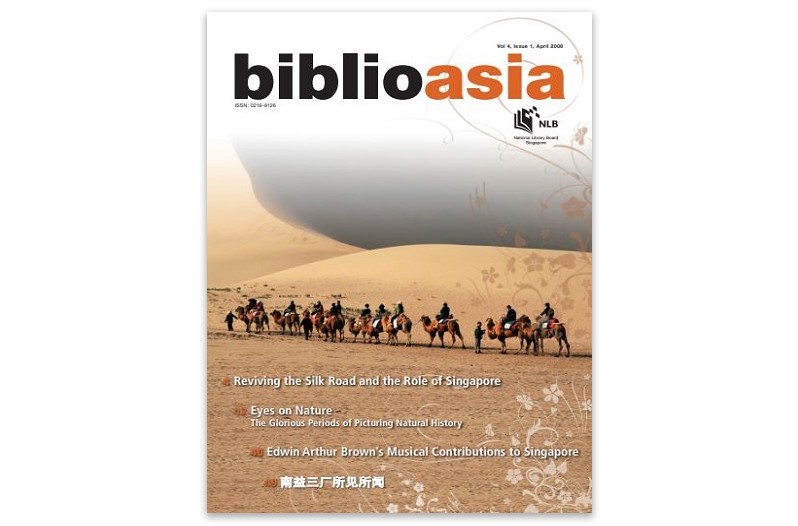 Vol 4, Issue 1, April 2008
biblioasia
ISSN: 0219-8126
NLB
National Library Board
Singapore
Reviving the Silk Road and the Role of Singapore
Eyes on Nature –
The Glorious Periods of Picturing Natural History
Edwin Arthur Brown's Musical Contributions to Singapore
南益三厂所见所闻